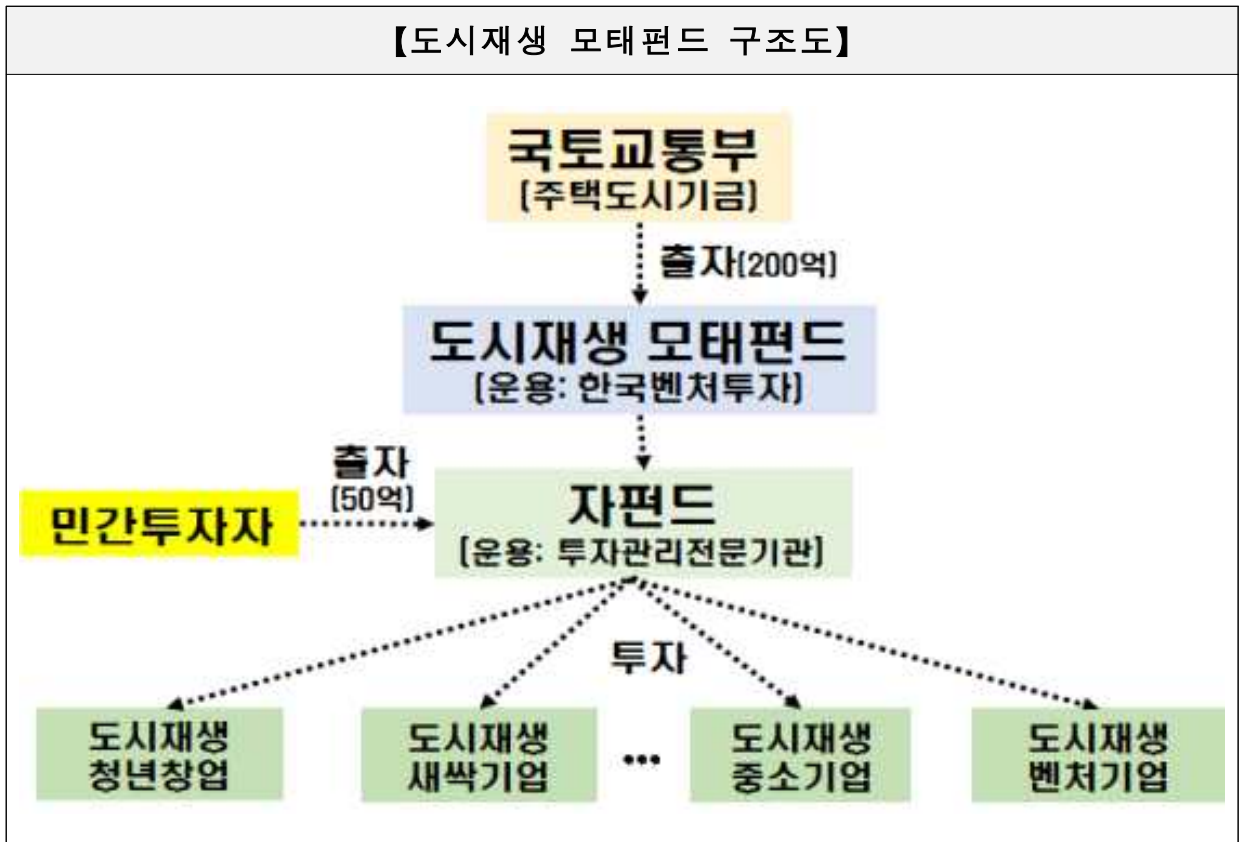 【도시재생 모태펀드 구조도】
국토교통부
(주택도시기금)
출자(200억)
도시재생 모태펀드
(운용: 한국벤처투자)
출자
(50억)
민간투자자
자펀드
(운용: 투자관리전문기관)
투자
도시재생
청년창업
도시재생
새싹기업
...
도시재생
중소기업
도시재생
벤처기업